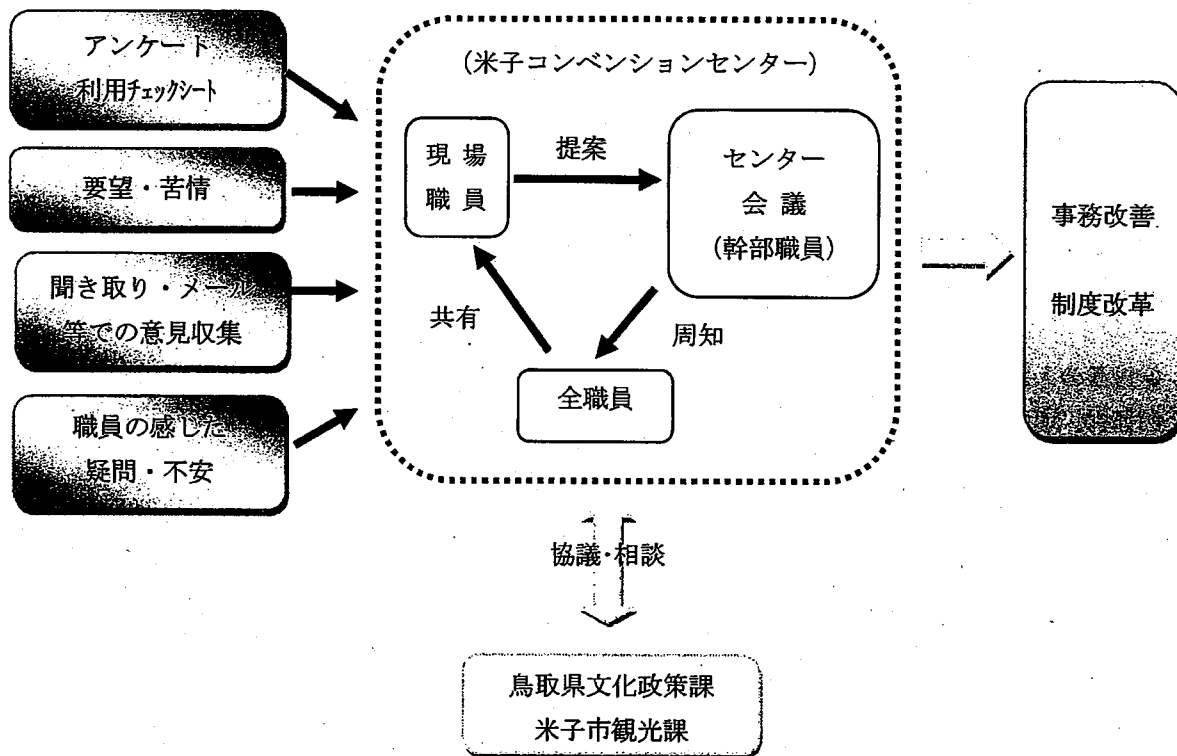 アンケート
利用チェックシート
要望・苦情
聞き取り・メール
等での意見収集
職員の感じた
疑問・不安
(米子コンベンションセンター)
現場
職員
提案
センター
会議
(幹部職員)
共有
周知
全職員
事務改善
制度改革
協議・相談
鳥取県文化政策課
米子市観光課